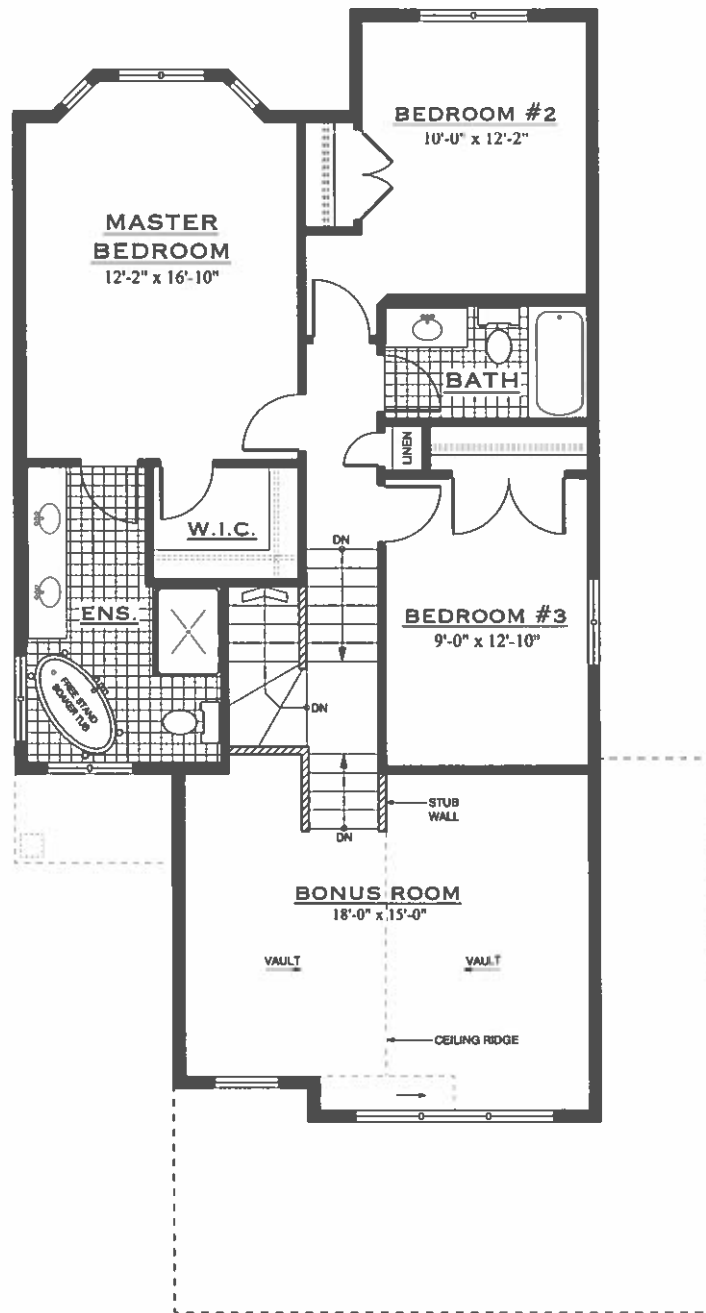 BEDROOM #2
10'-0" x 12'-2"
MASTER
BEDROOM
12'-2" x 16'-10"
BATH
LINEN
W.I.C.
DN
ENS.
BEDROOM #3
9'-0" x 12'-10"
FREE STAND
SOAKER TUB
DN
STUB
WALL
DN
BONUS ROOM
18'-0" x 15'-0"
VAULT
VAULT
CEILING RIDGE